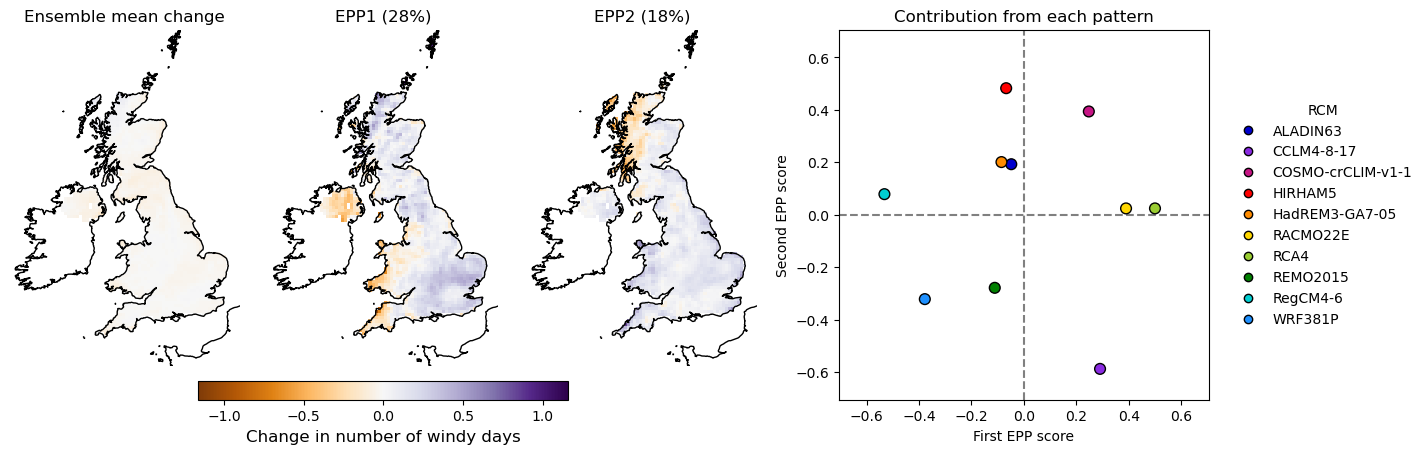 Ensemble mean change
EPP1 (28%)
EPP2 (18%)
Contribution from each pattern
0.6
0.4
0.2
0.0
−0.2
−0.4
−0.6
Second EPP score
−0.6
−0.4
−0.2
0.0
0.2
0.4
0.6
First EPP score
RCM
ALADIN63
CCLM4-8-17
COSMO-crCLIM-v1-1
HIRHAM5
HadREM3-GA7-05
RACMO22E
RCA4
REMO2015
RegCM4-6
WRF381P
−1.0
−0.5
0.0
0.5
1.0
Change in number of windy days